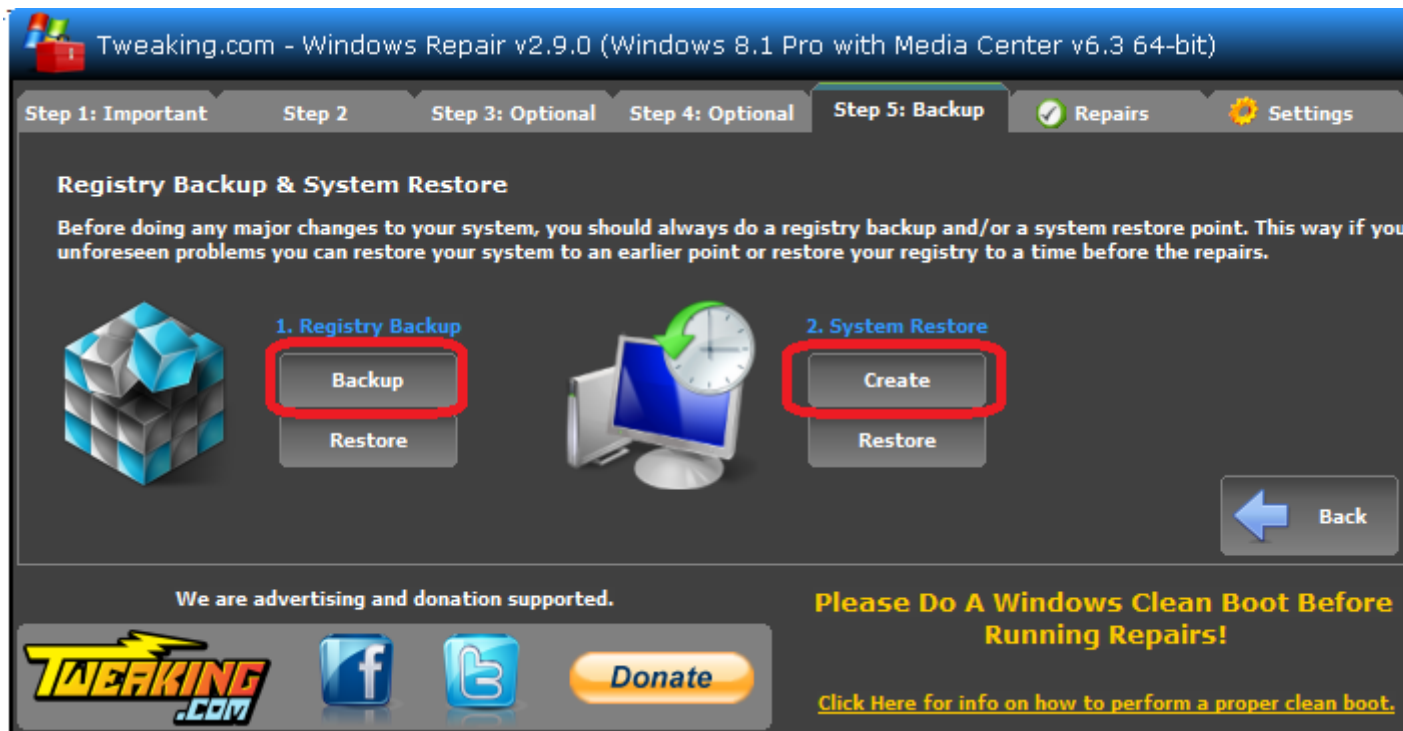 Tweaking.com - Windows Repair v2.9.0 (Windows 8.1 Pro with Media Center v6.3 64-bit)
Step 1: Important
Step 2
Step 3: Optional
Step 4: Optional
Step 5: Backup
Repairs
Settings
Registry Backup & System Restore
Before doing any major changes to your system, you should always do a registry backup and/or a system restore point. This way if you
unforeseen problems you can restore your system to an earlier point or restore your registry to a time before the repairs.
1. Registry Backup
Backup
Restore
2. System Restore
Create
Restore
Back
We are advertising and donation supported.
TWEAKING
.COM
Donate
Please Do A Windows Clean Boot Before
Running Repairs!
Click Here for info on how to perform a proper clean boot.